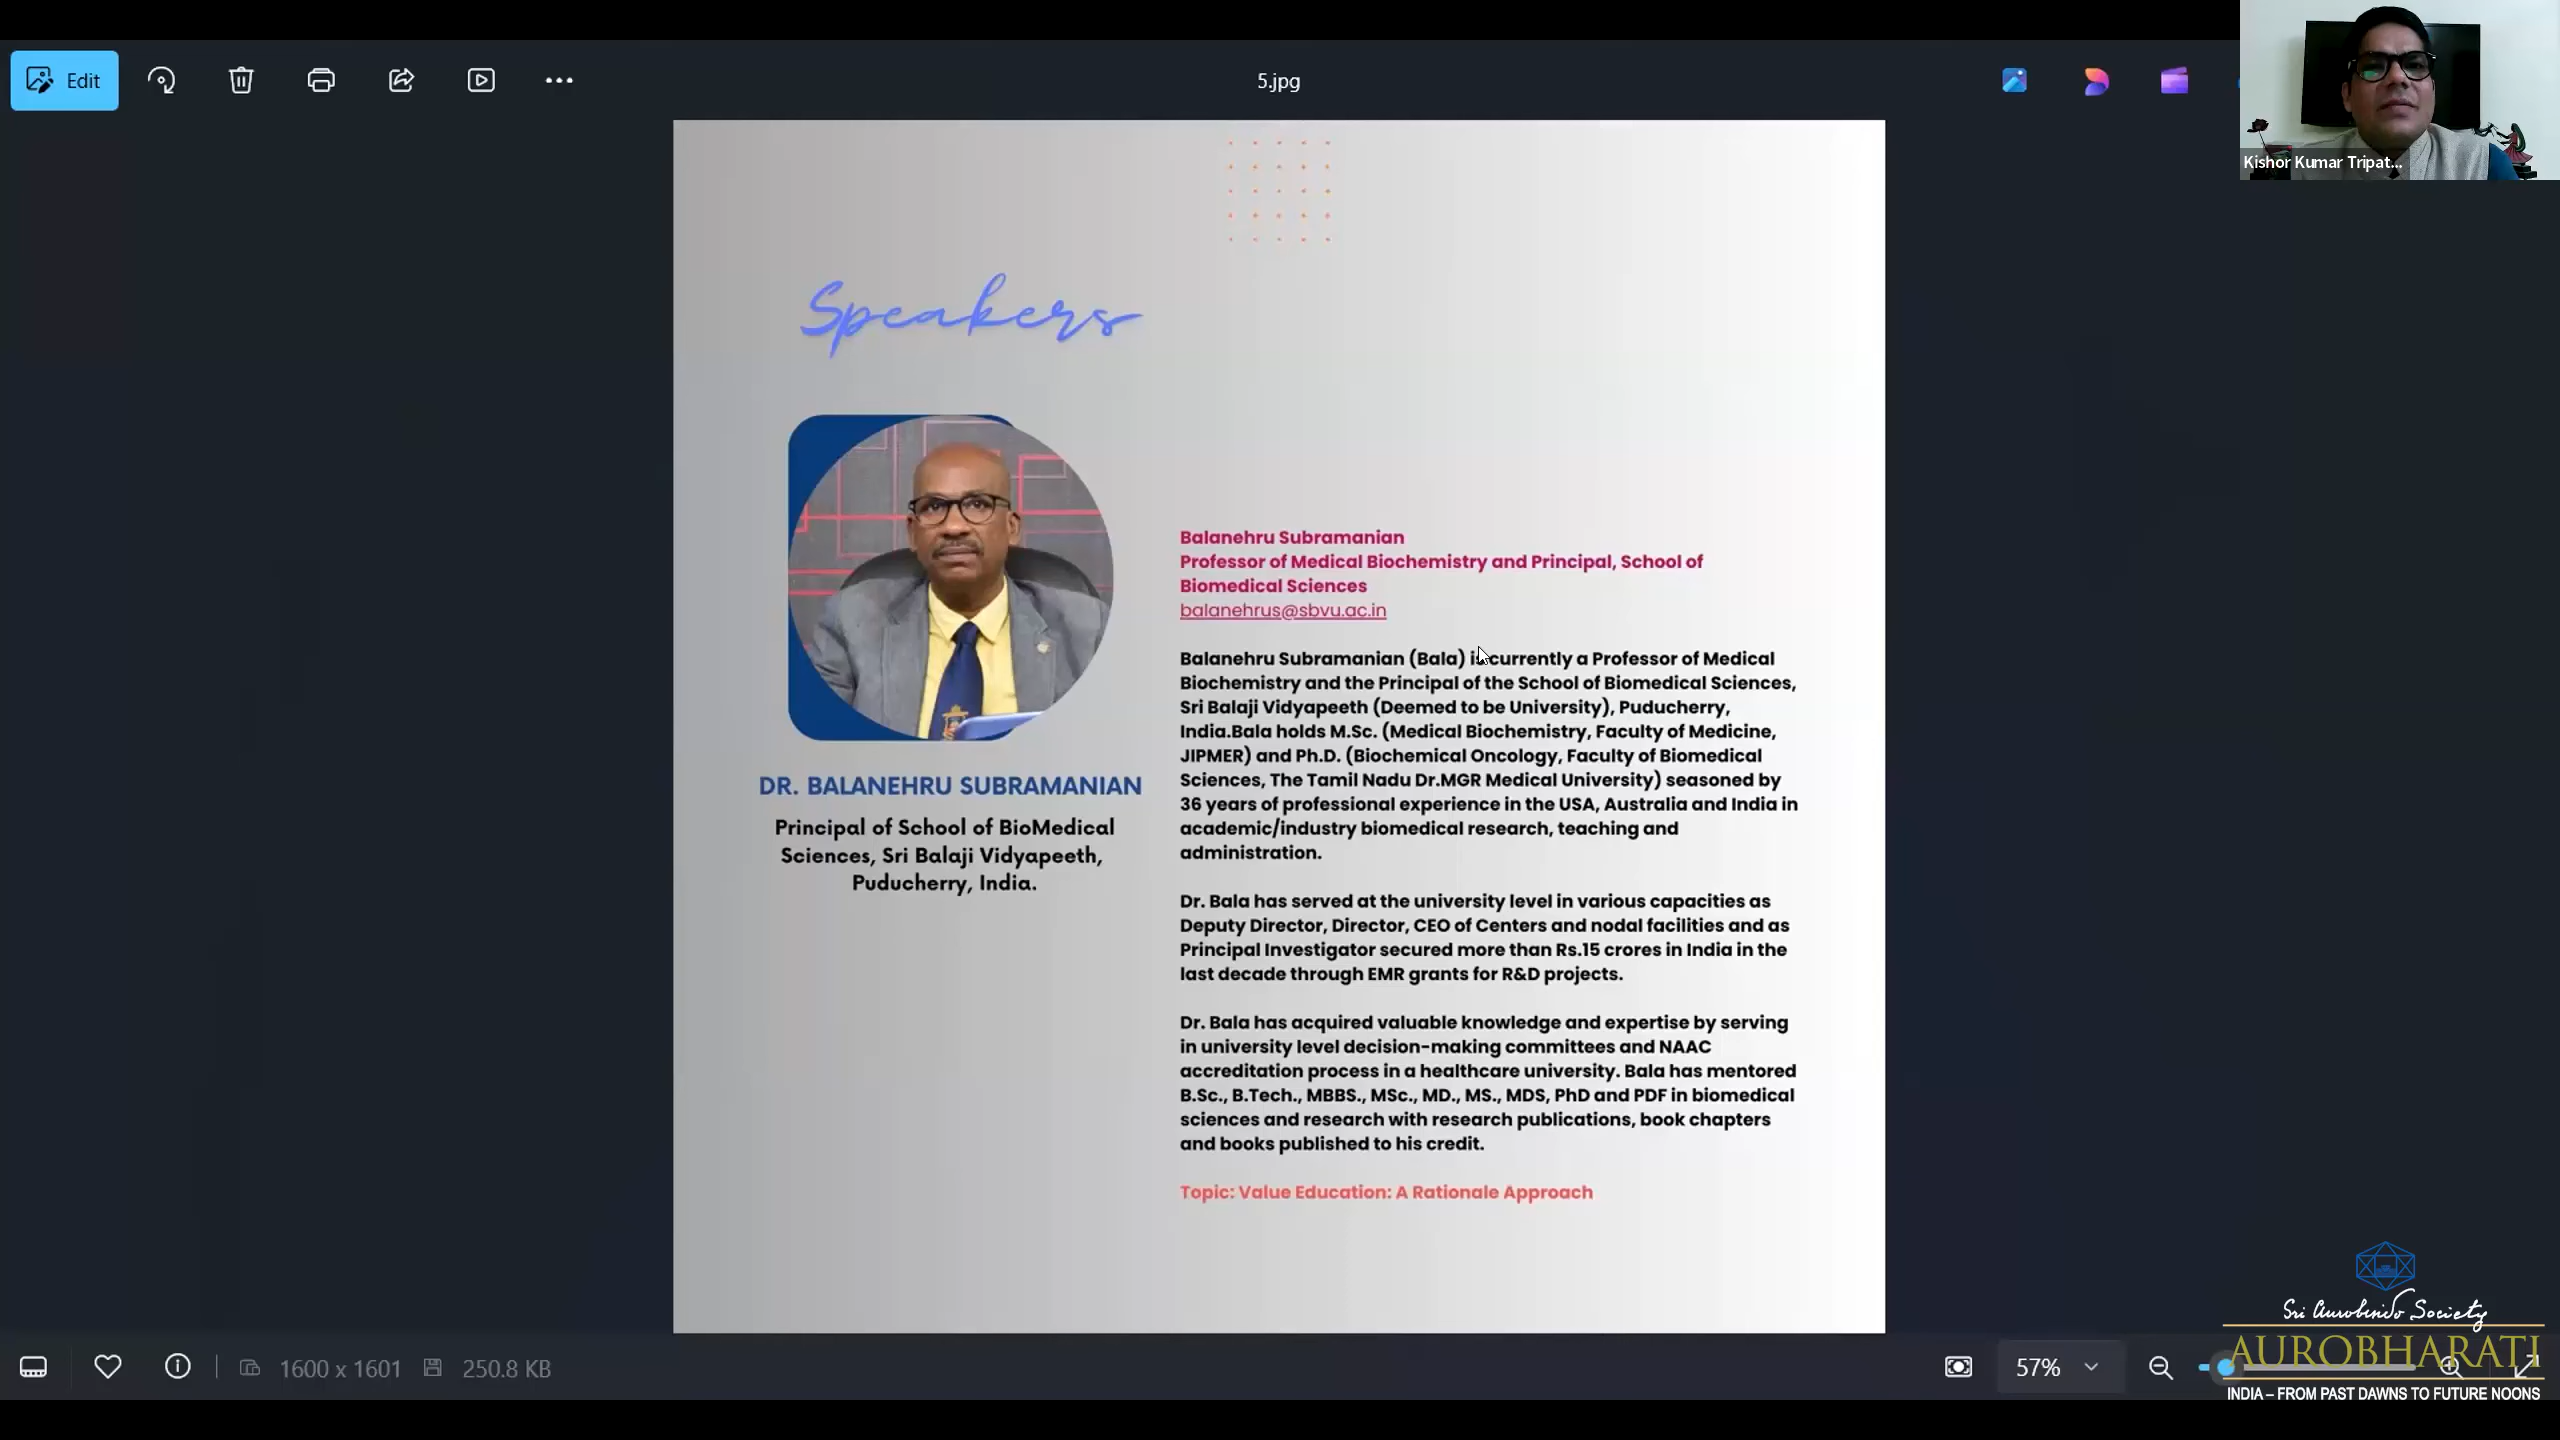 Edit
5.jpg
Kishor Kumar Tripat...
Speakers
Balanehru Subramanian
Professor of Medical Biochemistry and Principal, School of
Biomedical Sciences
balanehrus@sbvu.ac.in
Balanehru Subramanian (Bala) is currently a Professor of Medical
Biochemistry and the Principal of the School of Biomedical Sciences,
Sri Balaji Vidyapeeth (Deemed to be University), Puducherry,
India.Bala holds M.Sc. (Medical Biochemistry, Faculty of Medicine,
JIPMER) and Ph.D. (Biochemical Oncology, Faculty of Biomedical
Sciences, The Tamil Nadu Dr.MGR Medical University) seasoned by
36 years of professional experience in the USA, Australia and India in
academic/industry biomedical research, teaching and
administration.
Dr. Bala has served at the university level in various capacities as
Deputy Director, Director, CEO of Centers and nodal facilities and as
Principal Investigator secured more than Rs.15 crores in India in the
last decade through EMR grants for R&D projects.
Dr. Bala has acquired valuable knowledge and expertise by serving
in university level decision-making committees and NAAC
accreditation process in a healthcare university. Bala has mentored
B.Sc., B.Tech., MBBS., MSc., MD., MS., MDS, PhD and PDF in biomedical
sciences and research with research publications, book chapters
and books published to his credit.
Topic: Value Education: A Rationale Approach
DR. BALANEHRU SUBRAMANIAN
Principal of School of BioMedical
Sciences, Sri Balaji Vidyapeeth,
Puducherry, India.
1600 x 1601
250.8 KB
57%
Sri Aurobindo Society
AUROBHARATI
INDIA – FROM PAST DAWNS TO FUTURE NOONS